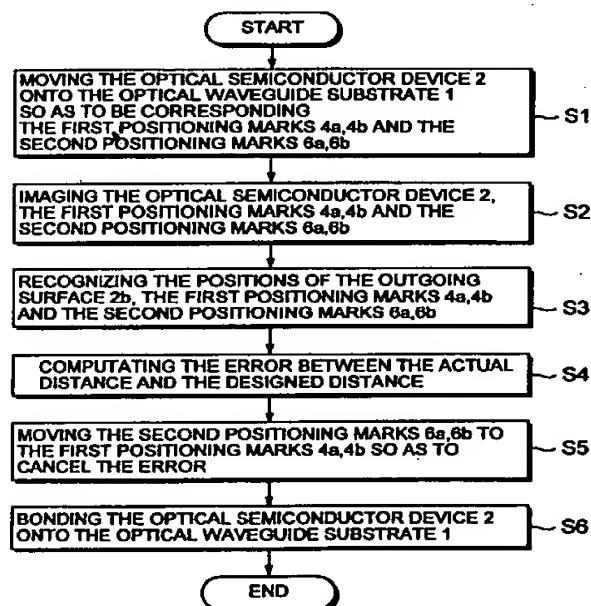 START
MOVING THE OPTICAL SEMICONDUCTOR DEVICE 2
ONTO THE OPTICAL WAVEGUIDE SUBSTRATE 1
SO AS TO BE CORRESPONDING
THE FIRST POSITIONING MARKS 4a,4b AND THE
SECOND POSITIONING MARKS 6a,6b
S1
IMAGING THE OPTICAL SEMICONDUCTOR DEVICE 2,
THE FIRST POSITIONING MARKS 4a,4b AND THE
SECOND POSITIONING MARKS 6a,6b
S2
RECOGNIZING THE POSITIONS OF THE OUTGOING
SURFACE 2b, THE FIRST POSITIONING MARKS 4a,4b
AND THE SECOND POSITIONING MARKS 6a,6b
S3
COMPUTATING THE ERROR BETWEEN THE ACTUAL
DISTANCE AND THE DESIGNED DISTANCE
S4
MOVING THE SECOND POSITIONING MARKS 6a,6b TO
THE FIRST POSITIONING MARKS 4a,4b SO AS TO
CANCEL THE ERROR
S5
BONDING THE OPTICAL SEMICONDUCTOR DEVICE 2
ONTO THE OPTICAL WAVEGUIDE SUBSTRATE 1
S6
END